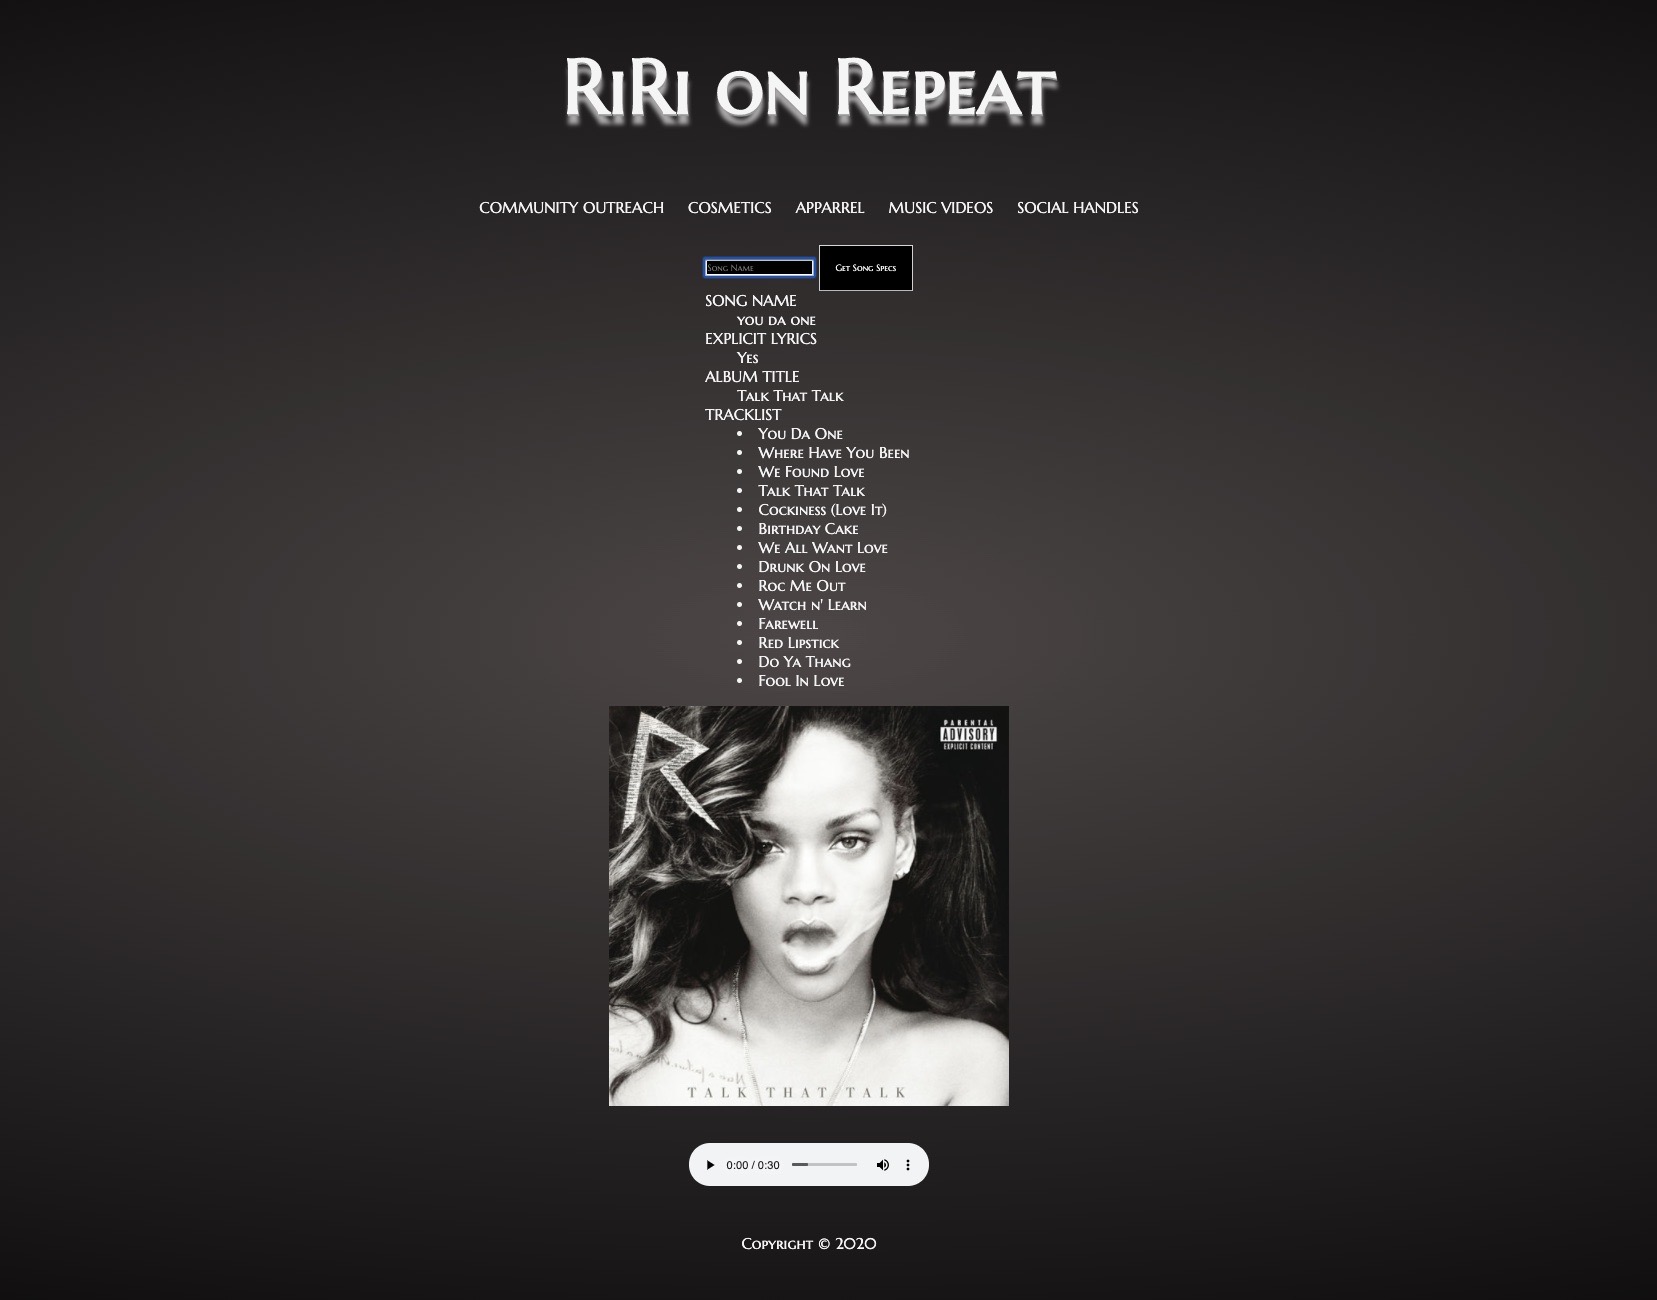 RiRi on Repeat
COMMUNITY OUTREACH COSMETICS APPARREL MUSIC VIDEOS SOCIAL HANDLES
Song Name Get Song Specs
SONG NAME
you da one
EXPLICIT LYRICS
Yes
ALBUM TITLE
Talk That Talk
TRACKLIST
• You Da One
• Where Have You Been
• We Found Love
• Talk That Talk
• Cockiness (Love It)
• Birthday Cake
• We All Want Love
• Drunk On Love
• Roc Me Out
• Watch n' Learn
• Farewell
• Red Lipstick
• Do Ya Thang
• Fool In Love
R
PARENTAL
ADVISORY
EXPLICIT CONTENT
TALK THAT TALK
0:00 / 0:30
Copyright © 2020